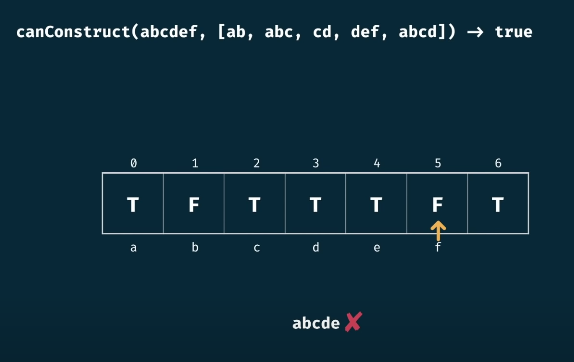 canConstruct(abcdef, [ab, abc, cd, def, abcd]) → true
0 1 2 3 4 5 6
T F T T T F T
a b c d e f
abcde ✘